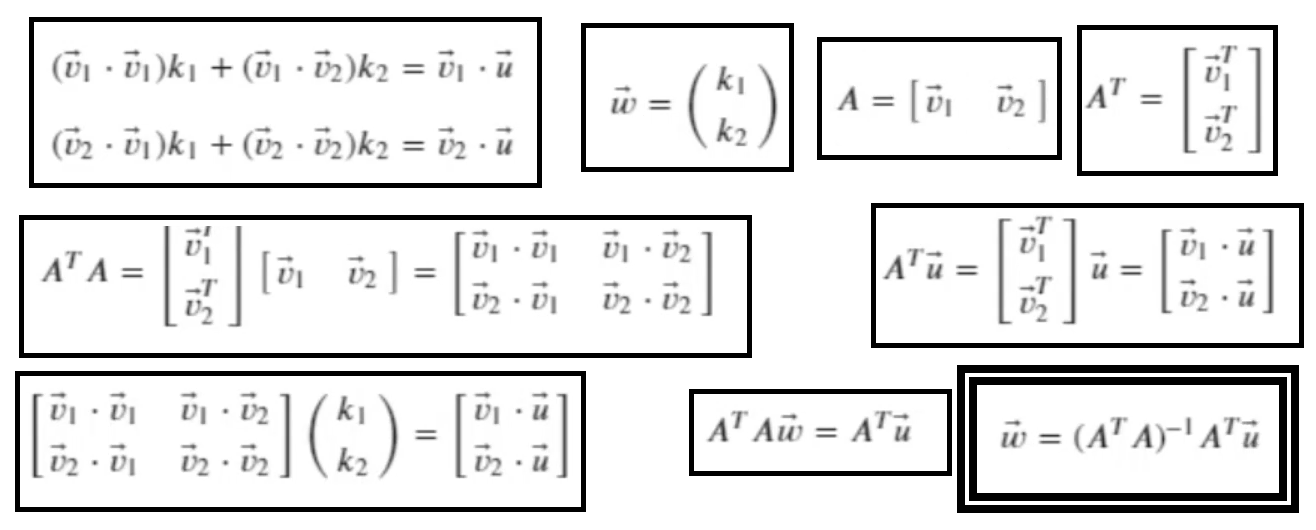 (v⃗₁ · v⃗₁)k₁ + (v⃗₁ · v⃗₂)k₂ = v⃗₁ · u⃗
(v⃗₂ · v⃗₁)k₁ + (v⃗₂ · v⃗₂)k₂ = v⃗₂ · u⃗
w⃗ = (k₁ ; k₂)
A = [v⃗₁ v⃗₂]
Aᵀ = [v⃗₁ᵀ ; v⃗₂ᵀ]
AᵀA = [v⃗₁ᵀ ; v⃗₂ᵀ] [v⃗₁ v⃗₂] = [v⃗₁ · v⃗₁ v⃗₁ · v⃗₂ ; v⃗₂ · v⃗₁ v⃗₂ · v⃗₂]
Aᵀu⃗ = [v⃗₁ᵀ ; v⃗₂ᵀ] u⃗ = [v⃗₁ · u⃗ ; v⃗₂ · u⃗]
[v⃗₁ · v⃗₁ v⃗₁ · v⃗₂ ; v⃗₂ · v⃗₁ v⃗₂ · v⃗₂] (k₁ ; k₂) = [v⃗₁ · u⃗ ; v⃗₂ · u⃗]
AᵀAw⃗ = Aᵀu⃗
w⃗ = (AᵀA)⁻¹Aᵀu⃗